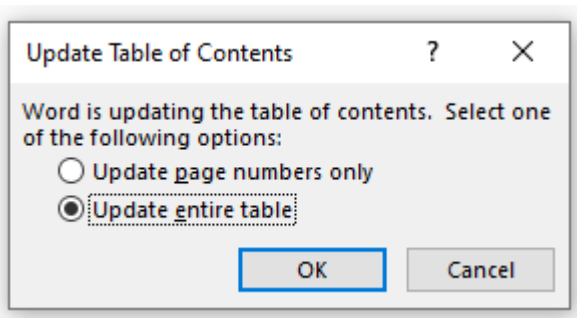 Update Table of Contents ?
Word is updating the table of contents. Select one
of the following options:
Update page numbers only
Update entire table
OK Cancel